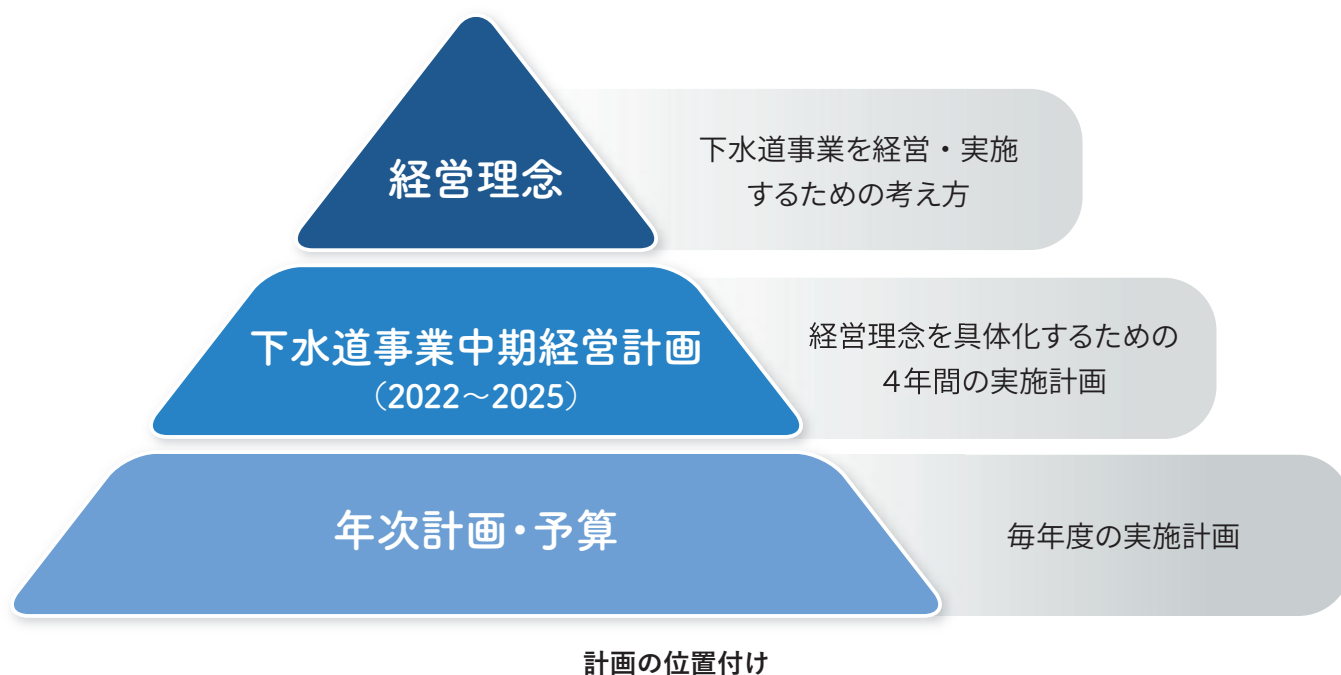 経営理念
下水道事業を経営・実施
するための考え方
下水道事業中期経営計画
（2022～2025）
経営理念を具体化するための
4年間の実施計画
年次計画・予算
毎年度の実施計画
計画の位置付け